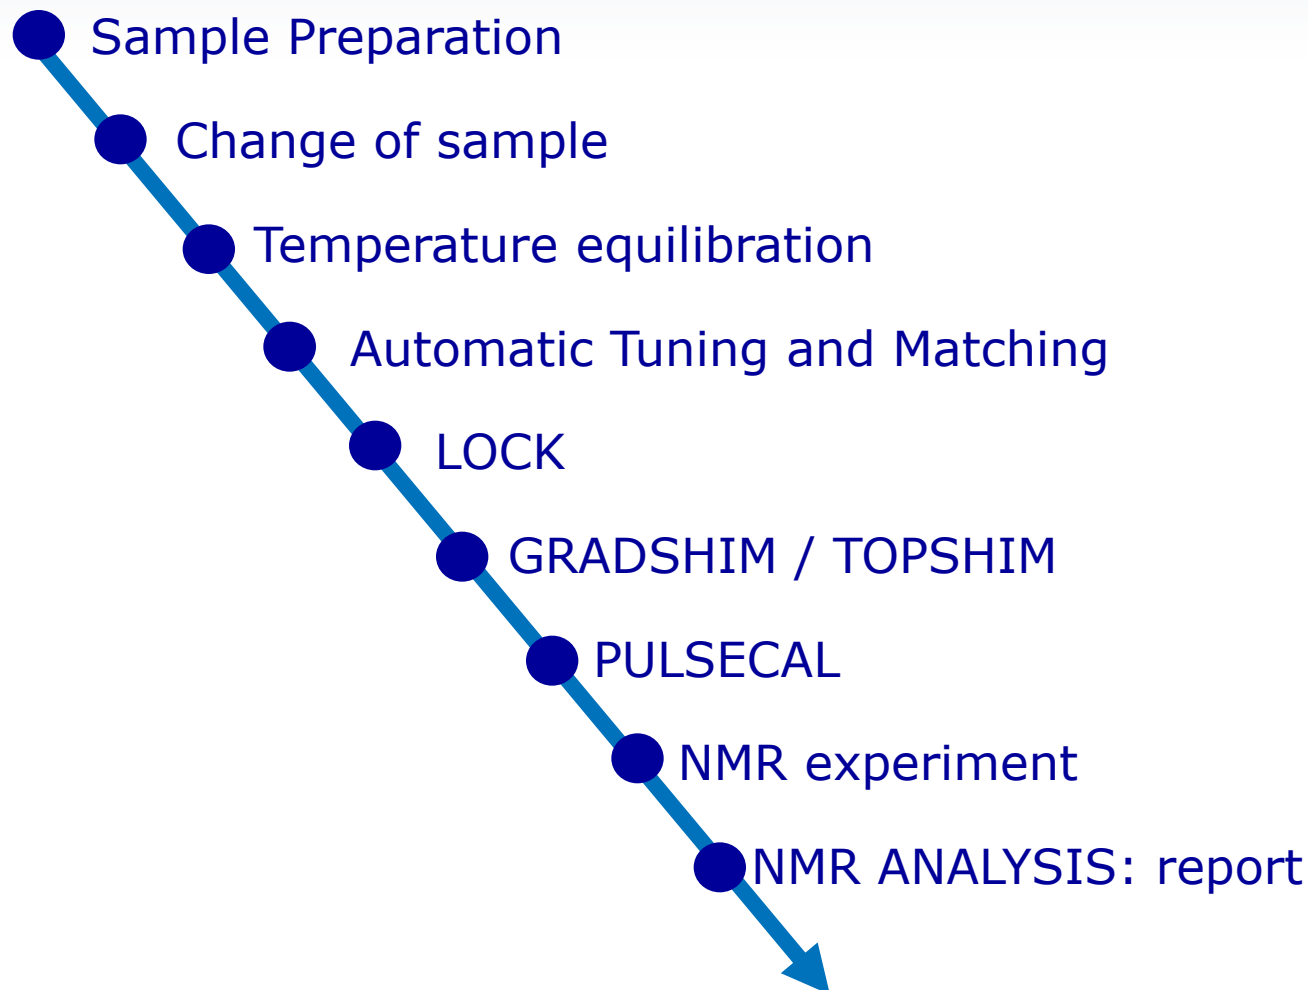 Sample Preparation
Change of sample
Temperature equilibration
Automatic Tuning and Matching
LOCK
GRADSHIM / TOPSHIM
PULSECAL
NMR experiment
NMR ANALYSIS: report